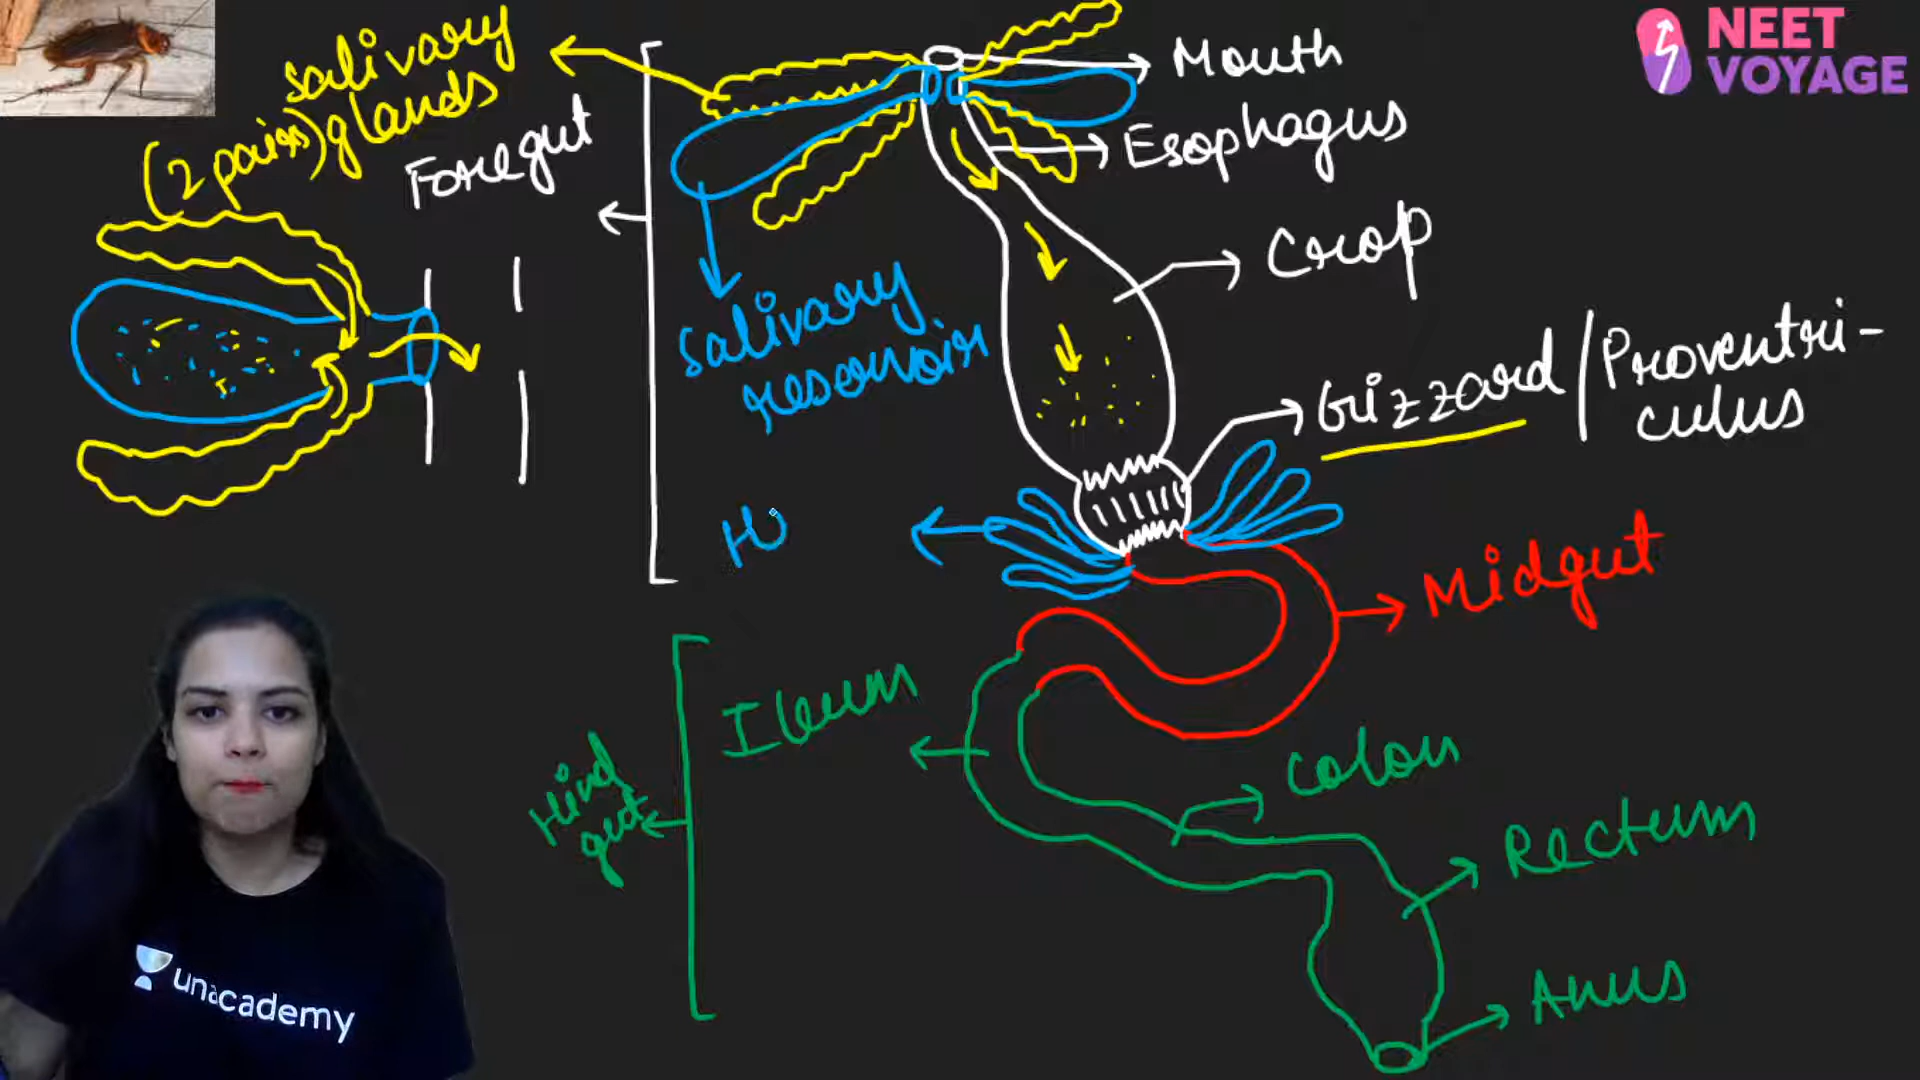 NEET
VOYAGE
salivary
(2 pairs) glands
Foregut
Mouth
Esophagus
Crop
Salivary
reservoir
Gizzard / Proventri-
culus
H
Midgut
Ileum
Hind
gut
Colon
Rectum
Anus
unacademy